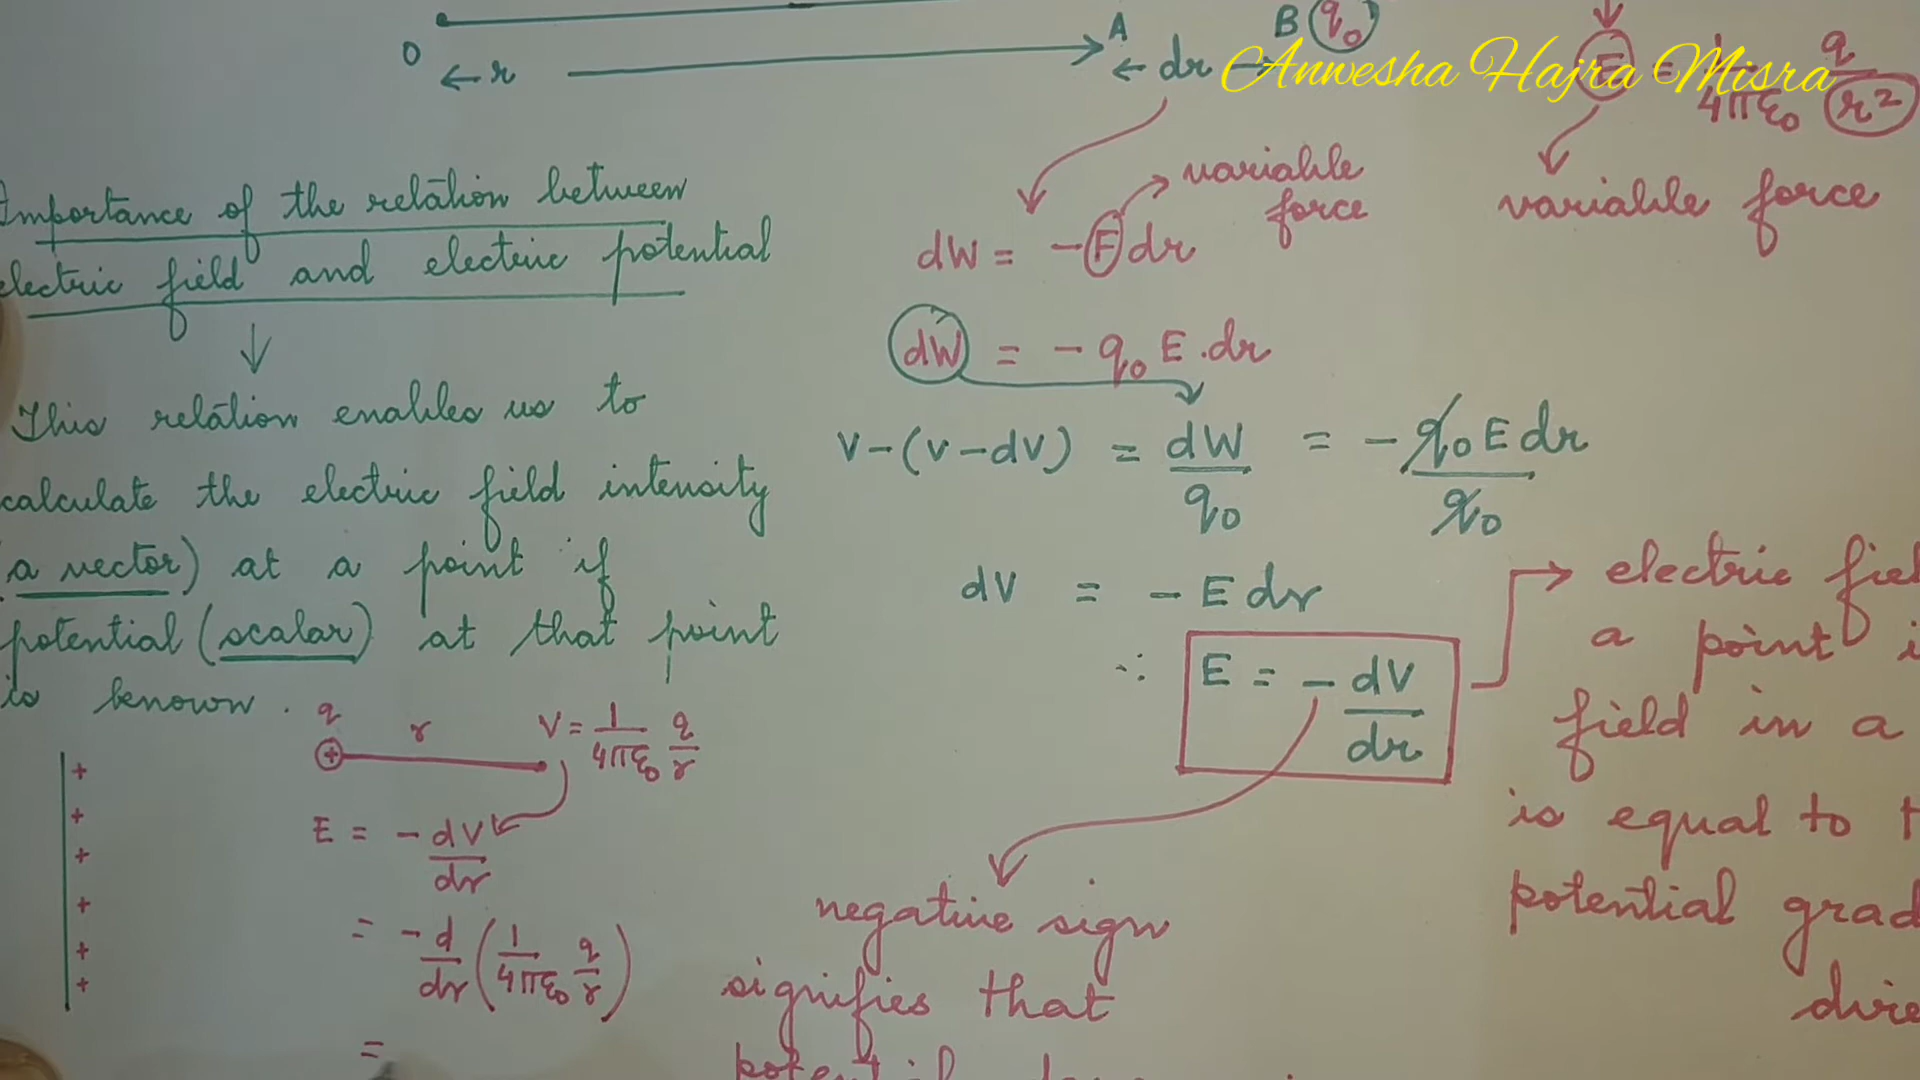 O
← r
A
← dr →
B
q₀
Anwesha Hajra Misra
E = 1/4πε₀ q/r²
variable force
variable force
dW = -F dr
Importance of the relation between
electric field and electric potential
↓
This relation enables us to
calculate the electric field intensity
(a vector) at a point if
potential (scalar) at that point
is known.
dW = - q₀ E . dr
V-(V-dV) = dW/q₀ = - q₀ E dr/q₀
dV = - E dr
∴ E = - dV/dr
electric
a point
field in a
is equal to
potential
negative sign
signifies that
q
+
r
V = 1/4πε₀ q/r
E = - dV/dr
= - d/dr (1/4πε₀ q/r)
=
+
+
+
+
+
+